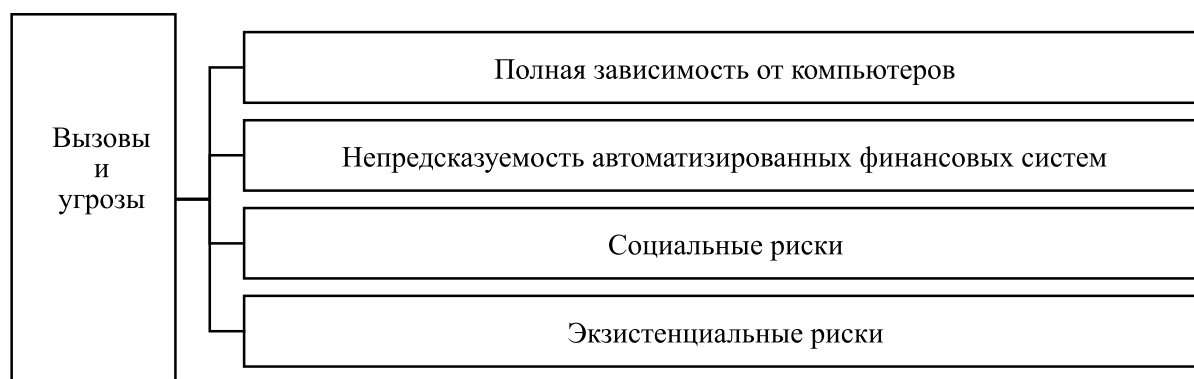 Вызовы
и
угрозы
Полная зависимость от компьютеров
Непредсказуемость автоматизированных финансовых систем
Социальные риски
Экзистенциальные риски